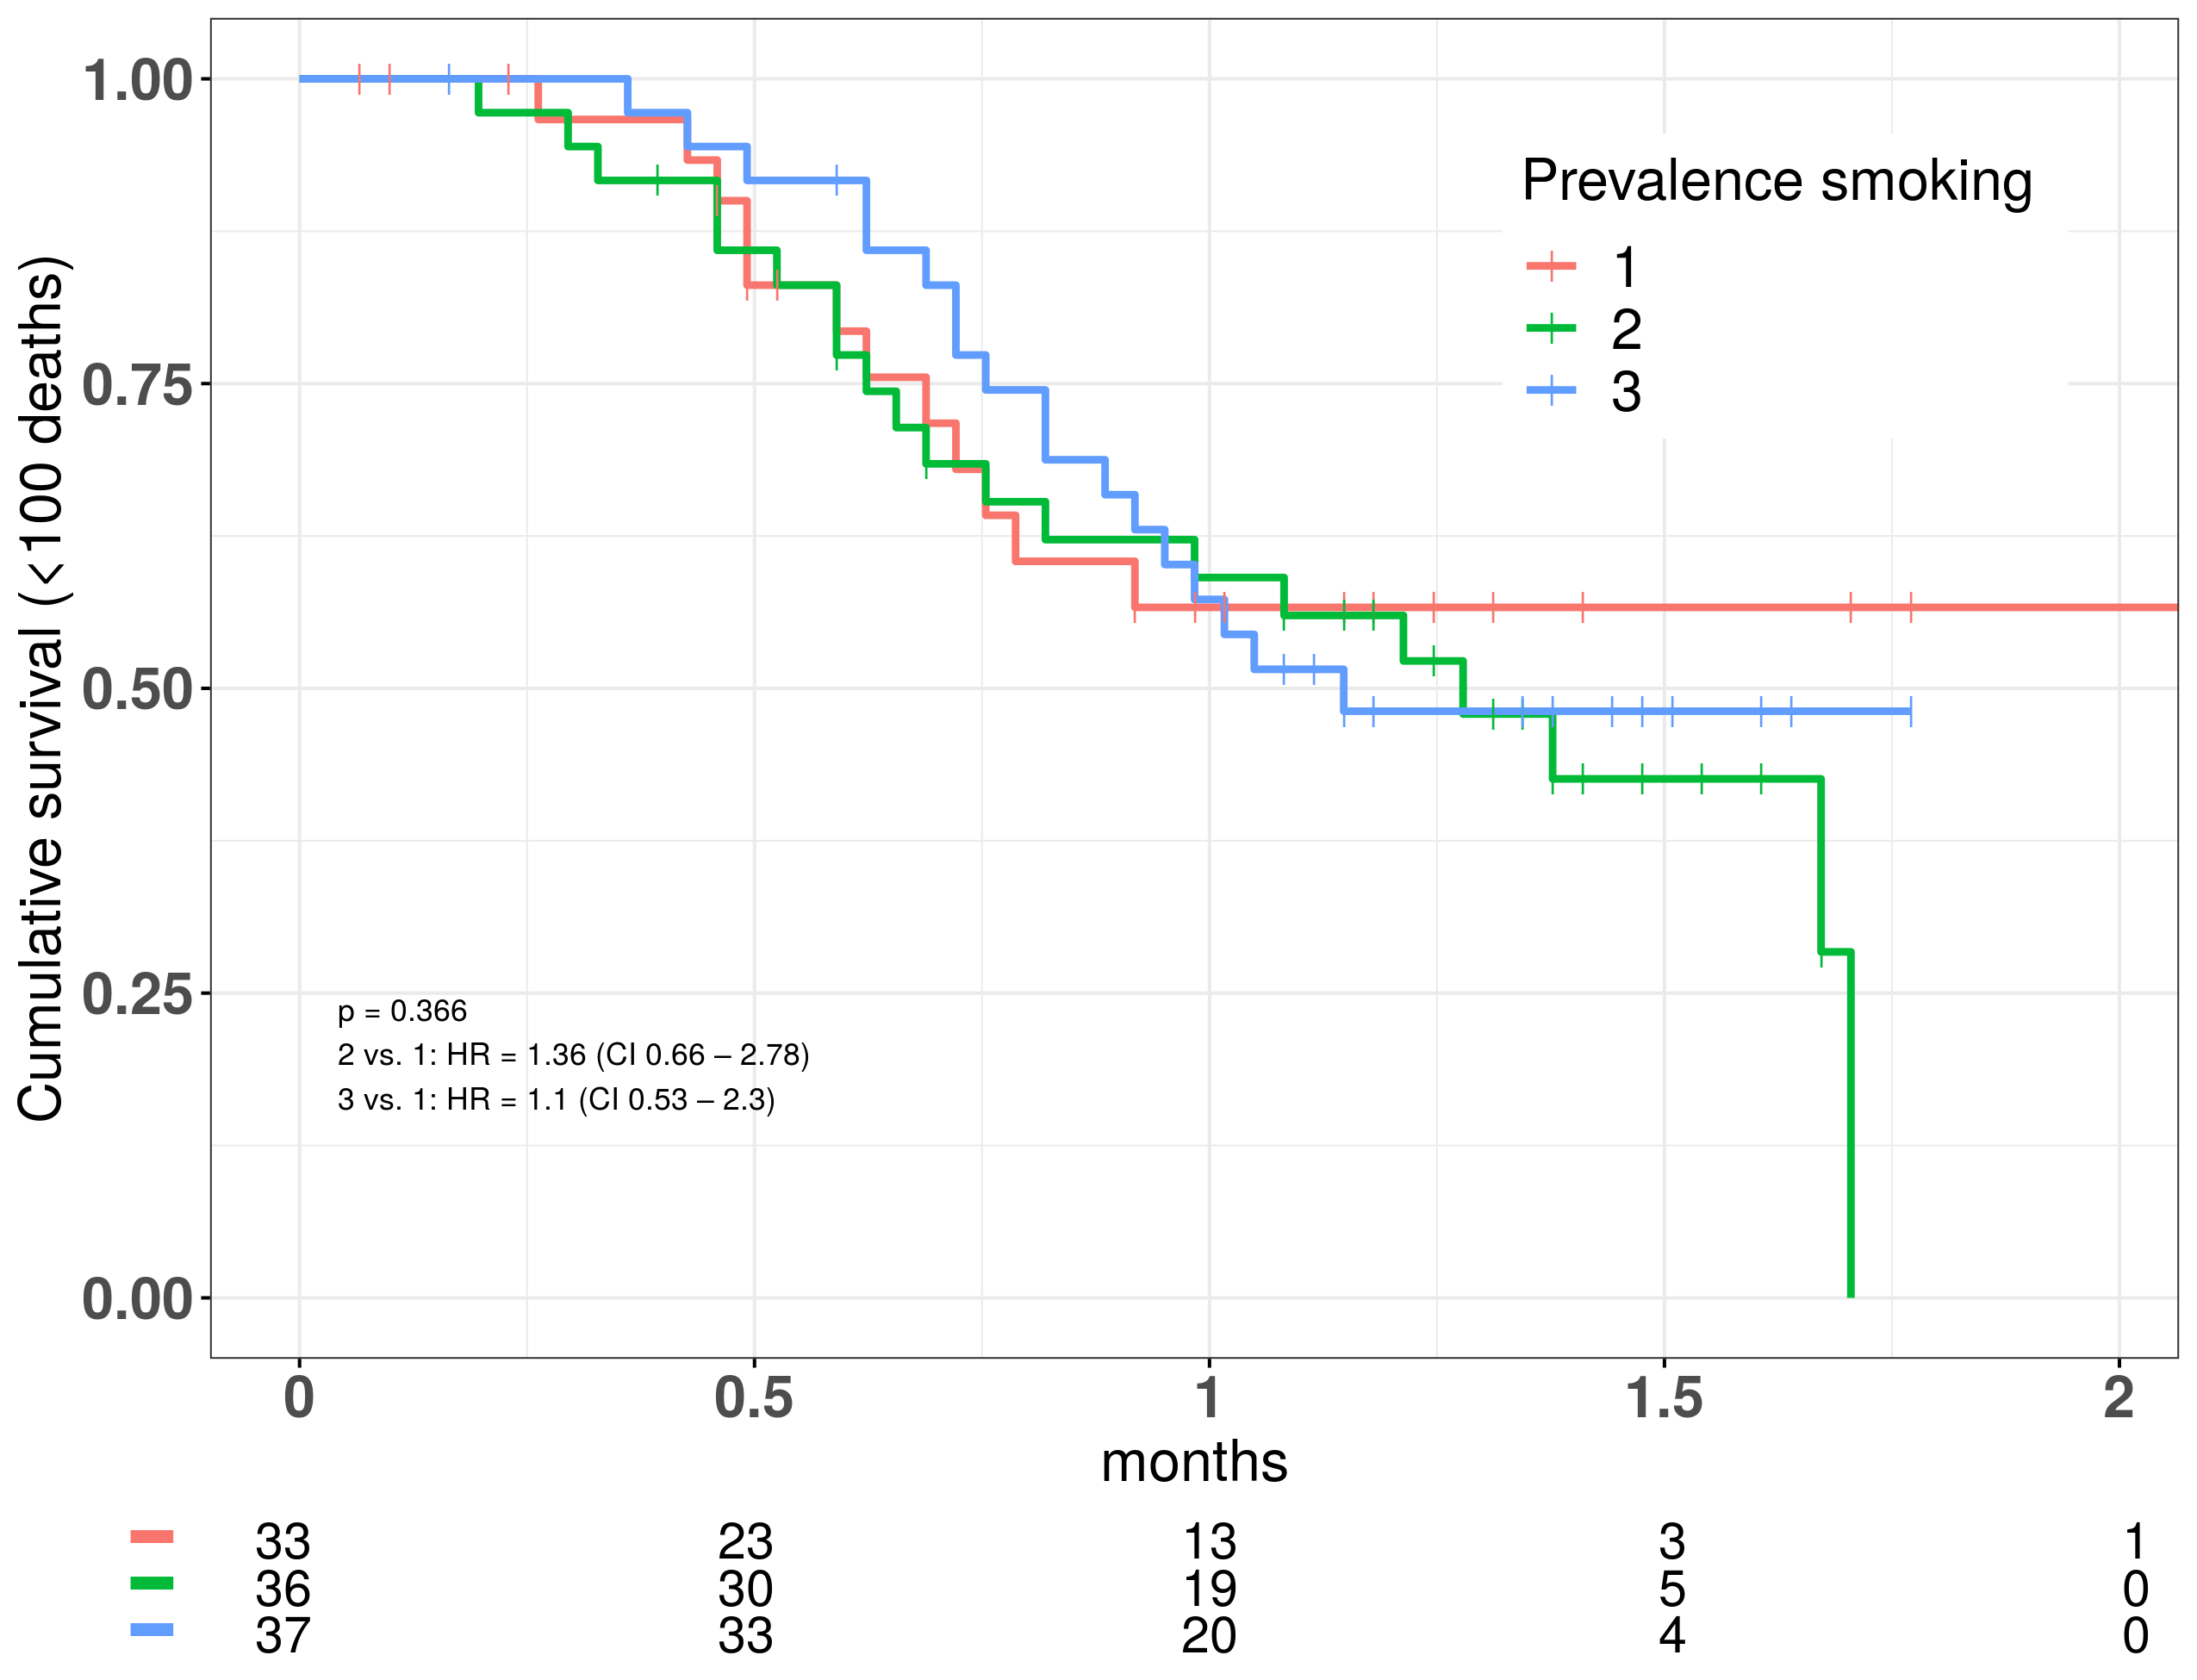 Cumulative survival (<100 deaths)
1.00
0.75
0.50
0.25
0.00
Prevalence smoking
1
2
3
p = 0.366
2 vs. 1: HR = 1.36 (CI 0.66 – 2.78)
3 vs. 1: HR = 1.1 (CI 0.53 – 2.3)
0 0.5 1 1.5 2
months
33 23 13 3 1
36 30 19 5 0
37 33 20 4 0